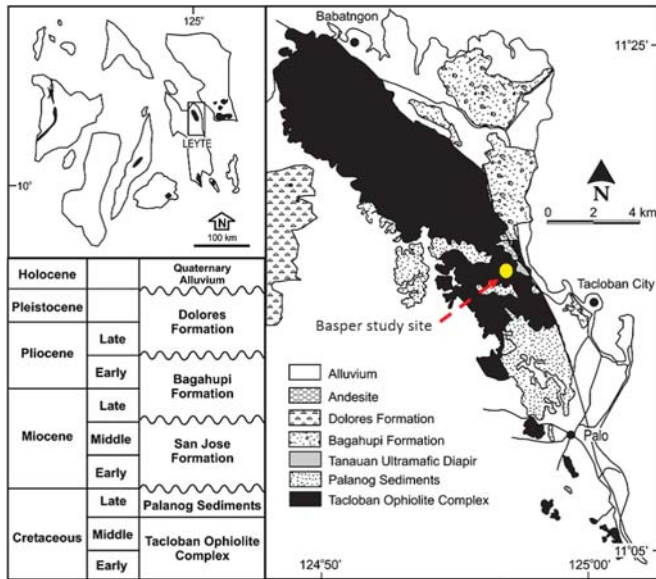 125°
LEYTE
10°
N
100 km
Holocene
Quaternary
Alluvium
Pleistocene
Dolores
Formation
Pliocene
Late
Early
Bagahupi
Formation
Miocene
Late
Middle
Early
San Jose
Formation
Cretaceous
Late
Middle
Early
Palanog Sediments
Tacloban Ophiolite
Complex
Babatngon
11°25'
N
0 2 4 km
Tacloban City
Basper study site
Alluvium
Andesite
Dolores Formation
Bagahupi Formation
Tanauan Ultramafic Diapir
Palanog Sediments
Tacloban Ophiolite Complex
Palo
11°05'
124°50'
125°00'